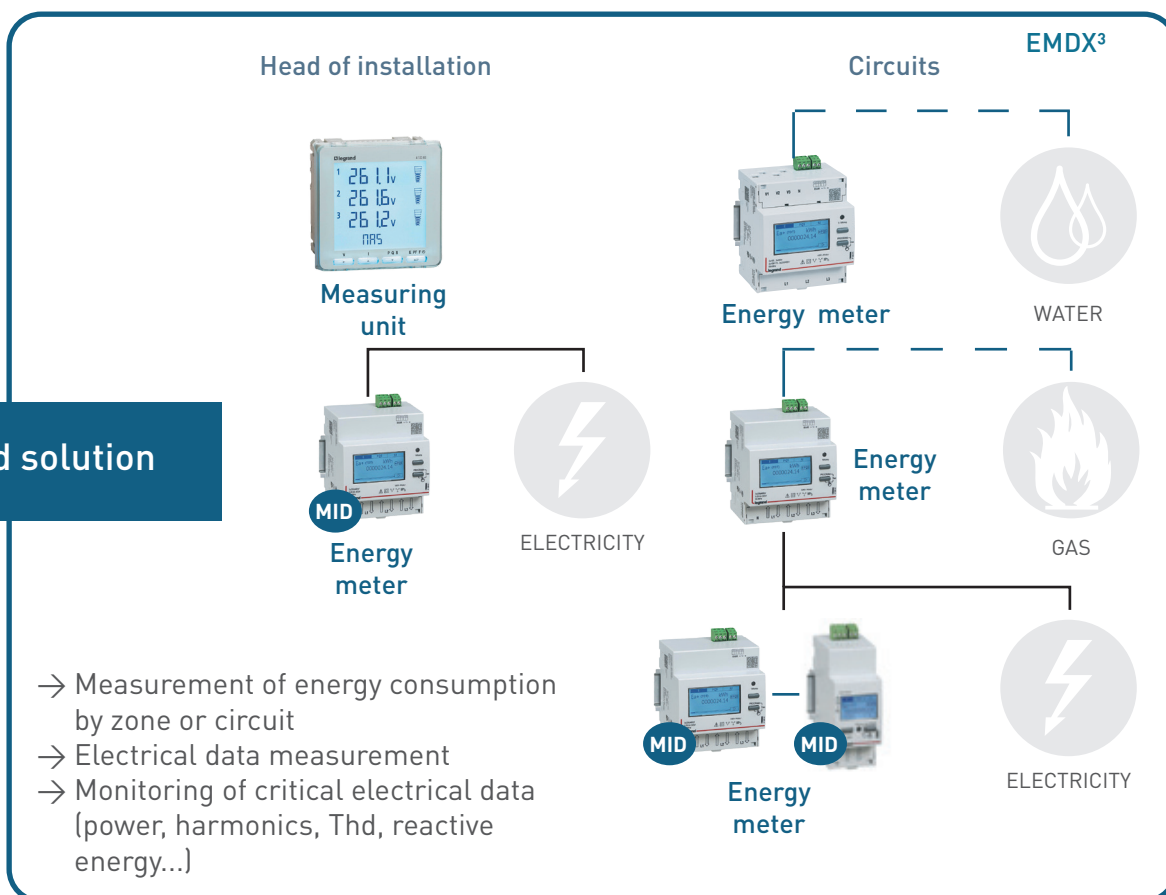 EMDX³
Head of installation
Circuits
legrand
1 261.1v
2 261.6v
3 261.2v
Measuring
unit
Energy meter
WATER
d solution
MID
Energy
meter
ELECTRICITY
Energy
meter
GAS
MID
MID
Energy
meter
ELECTRICITY
→ Measurement of energy consumption
by zone or circuit
→ Electrical data measurement
→ Monitoring of critical electrical data
(power, harmonics, Thd, reactive
energy...)